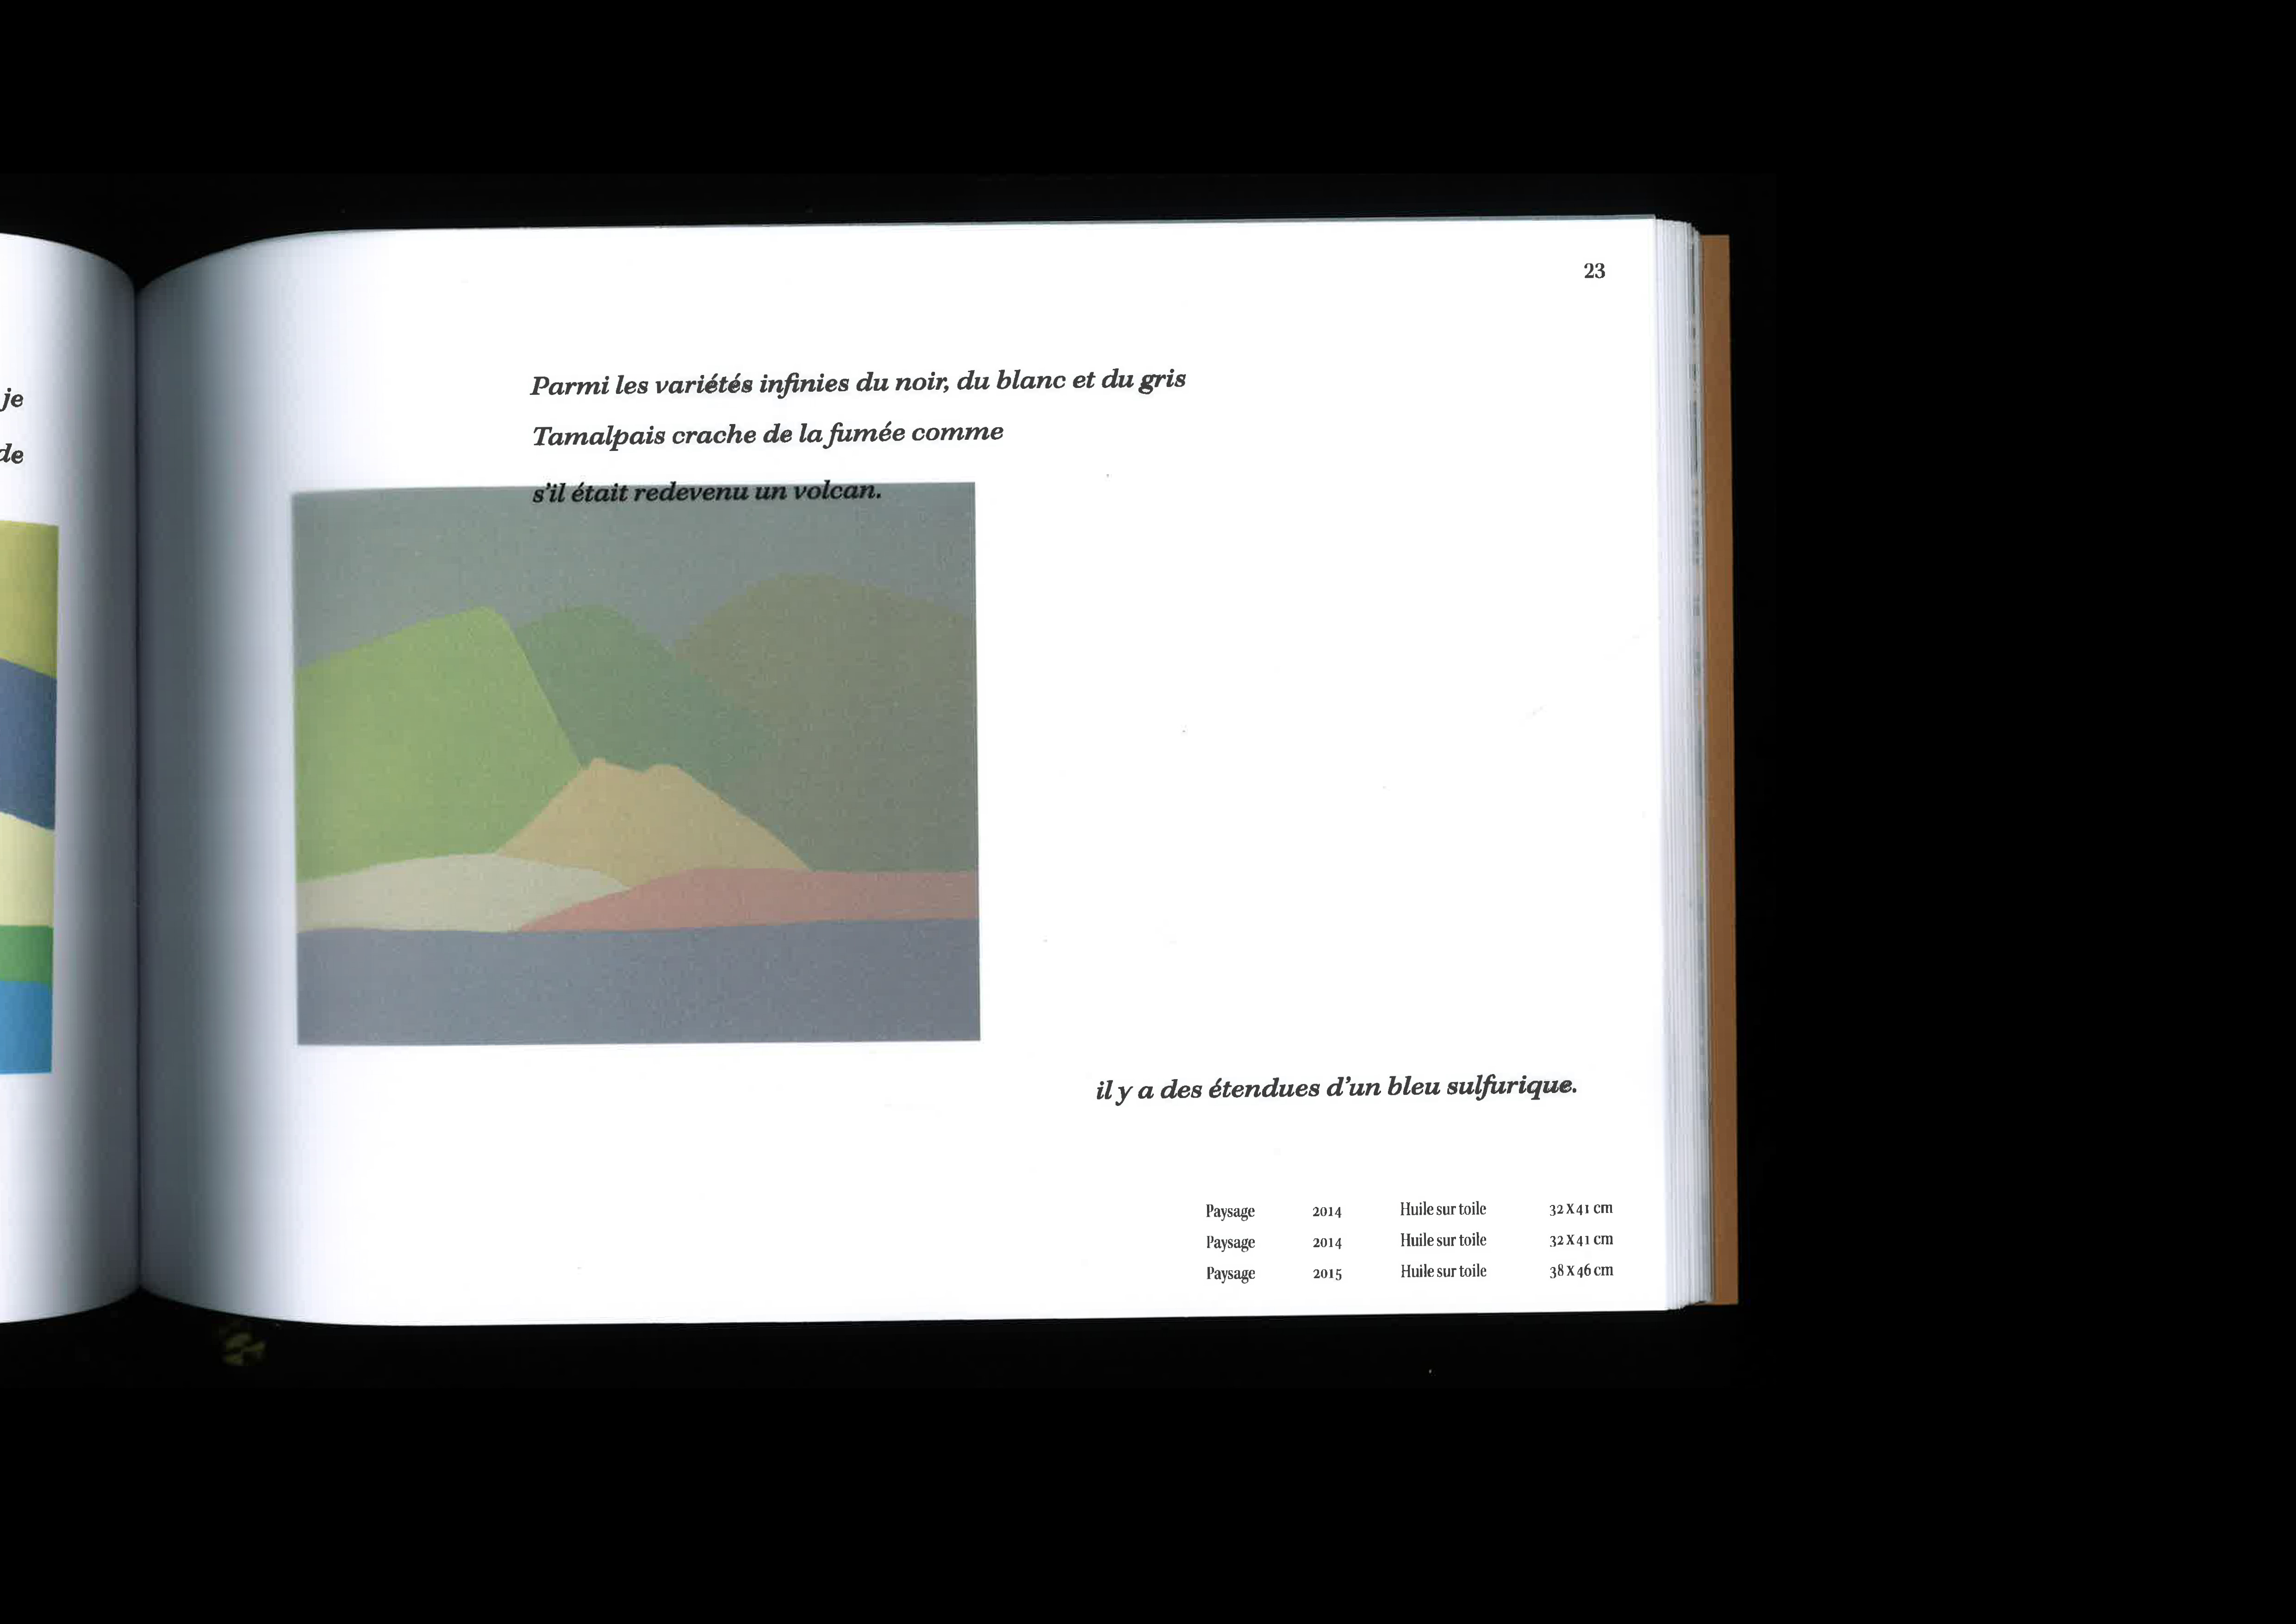 je
de
23
Parmi les variétés infinies du noir, du blanc et du gris
Tamalpais crache de la fumée comme
s'il était redevenu un volcan.
il y a des étendues d'un bleu sulfurique.
Paysage 2014 Huile sur toile 32 X 41 cm
Paysage 2014 Huile sur toile 32 X 41 cm
Paysage 2015 Huile sur toile 38 X 46 cm